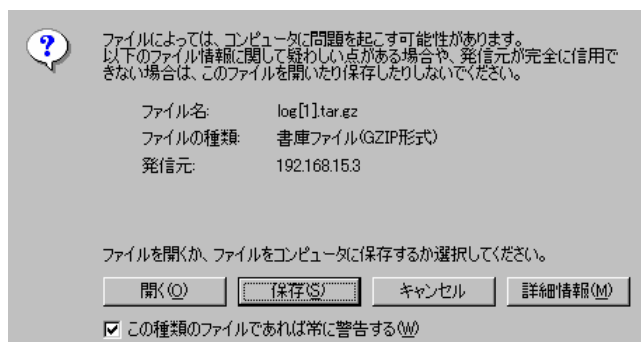 ファイルによっては、コンピュータに問題を起こす可能性があります。
以下のファイル情報に関して疑わしい点がある場合や、発信元が完全に信用で
きない場合は、このファイルを開いたり保存したりしないでください。
ファイル名: log[1].tar.gz
ファイルの種類: 書庫ファイル(GZIP形式)
発信元: 192.168.15.3
ファイルを開くか、ファイルをコンピュータに保存するか選択してください。
開く(O) 保存(S) キャンセル 詳細情報(M)
この種類のファイルであれば常に警告する(W)